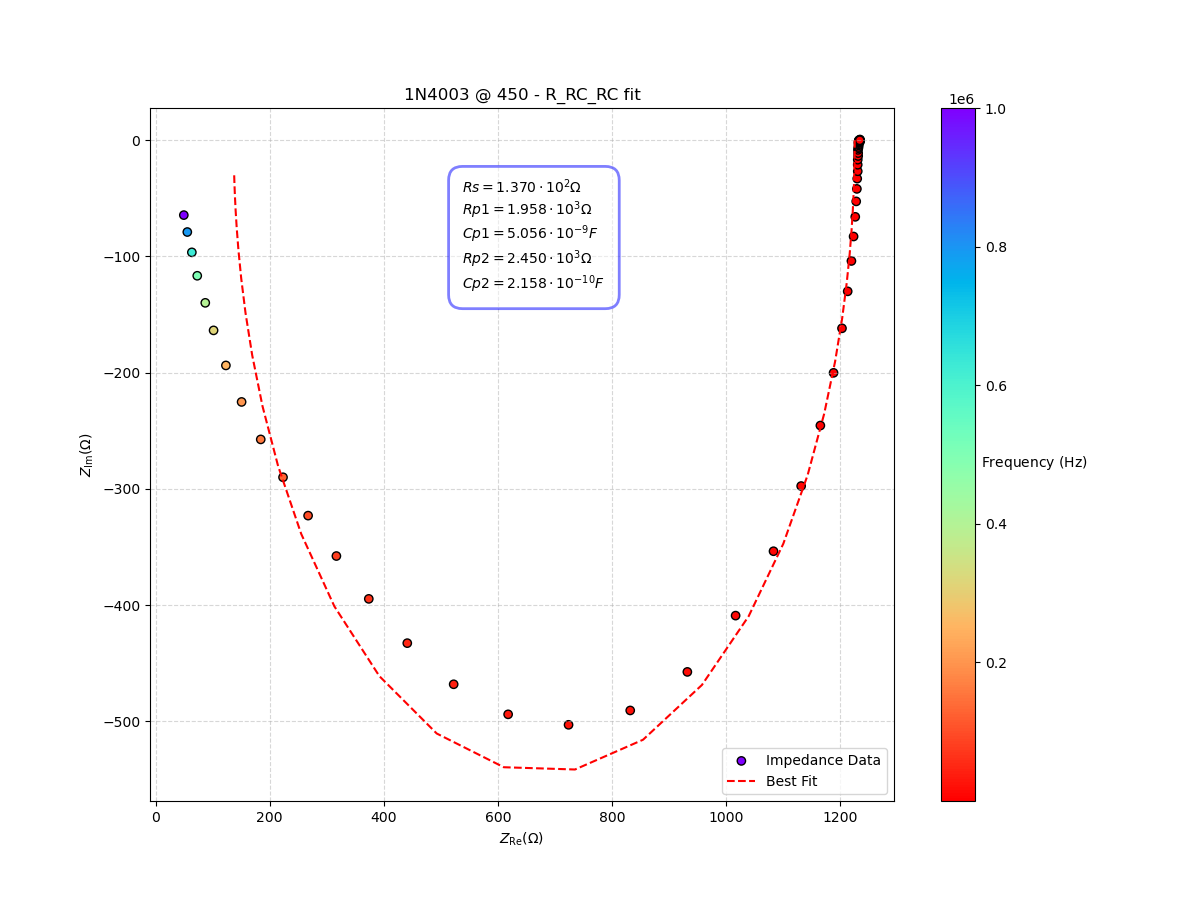 1N4003 @ 450 - R_RC_RC fit
1e6
Rs = 1.370 · 10²Ω
Rp1 = 1.958 · 10³Ω
Cp1 = 5.056 · 10⁻⁹F
Rp2 = 2.450 · 10³Ω
Cp2 = 2.158 · 10⁻¹⁰F
0
−100
−200
−300
−400
−500
Z_Im(Ω)
0 200 400 600 800 1000 1200
Z_Re(Ω)
Impedance Data
Best Fit
1.0
0.8
0.6
0.4
0.2
Frequency (Hz)